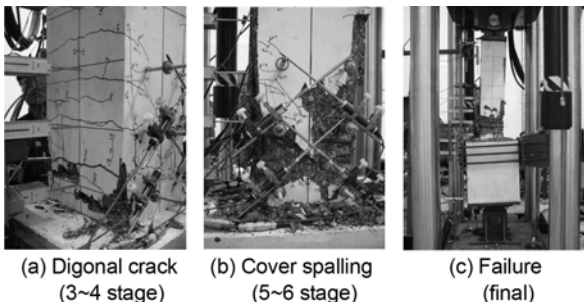 (a) Digonal crack
(3~4 stage)
(b) Cover spalling
(5~6 stage)
(c) Failure
(final)